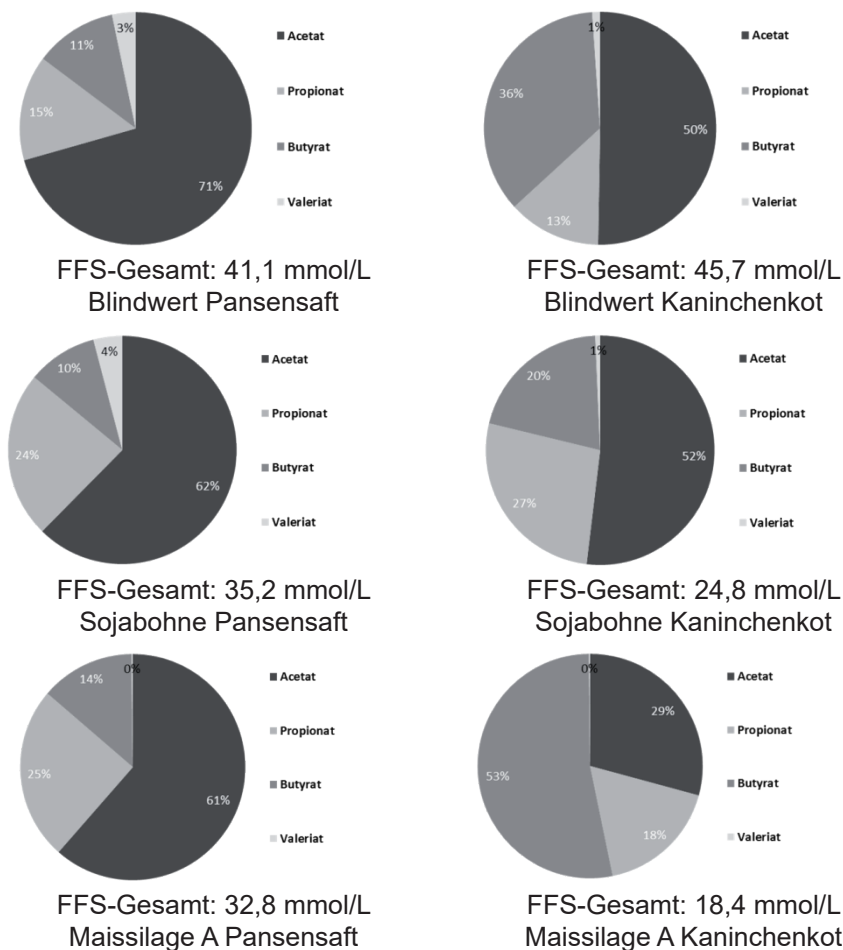 3%
11%
15%
71%
Acetat
Propionat
Butyrat
Valeriat
FFS-Gesamt: 41,1 mmol/L
Blindwert Pansensaft
1%
36%
50%
13%
Acetat
Propionat
Butyrat
Valeriat
FFS-Gesamt: 45,7 mmol/L
Blindwert Kaninchenkot
4%
10%
24%
62%
Acetat
Propionat
Butyrat
Valeriat
FFS-Gesamt: 35,2 mmol/L
Sojabohne Pansensaft
1%
20%
52%
27%
Acetat
Propionat
Butyrat
Valeriat
FFS-Gesamt: 24,8 mmol/L
Sojabohne Kaninchenkot
0%
14%
25%
61%
Acetat
Propionat
Butyrat
Valeriat
FFS-Gesamt: 32,8 mmol/L
Maissilage A Pansensaft
0%
29%
53%
18%
Acetat
Propionat
Butyrat
Valeriat
FFS-Gesamt: 18,4 mmol/L
Maissilage A Kaninchenkot